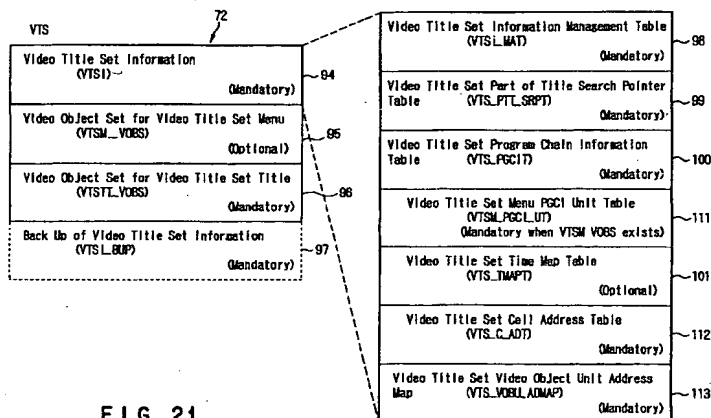 VTS
72
Video Title Set Information
(VTSI)
(Mandatory)
94
Video Object Set for Video Title Set Menu
(VTSM_VOBS)
(Optional)
95
Video Object Set for Video Title Set Title
(VTSTT_VOBS)
(Mandatory)
96
Back Up of Video Title Set Information
(VTSI_BUP)
(Mandatory)
97
Video Title Set Information Management Table
(VTSI_MAT)
(Mandatory)
98
Video Title Set Part of Title Search Pointer
Table (VTS_PTT_SRPT)
(Mandatory)
99
Video Title Set Program Chain Information
Table (VTS_PGCIT)
(Mandatory)
100
Video Title Set Menu PGCI Unit Table
(VTSM_PGCI_UT)
(Mandatory when VTSM VOBS exists)
111
Video Title Set Time Map Table
(VTS_TMAPT)
(Optional)
101
Video Title Set Cell Address Table
(VTS_C_ADT)
(Mandatory)
112
Video Title Set Video Object Unit Address
Map (VTS_VOBU_ADMAP)
(Mandatory)
113
FIG. 21